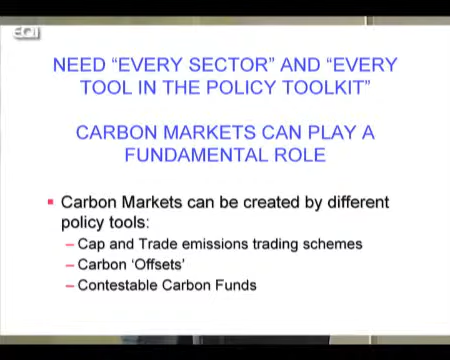 EQI
NEED “EVERY SECTOR” AND “EVERY
TOOL IN THE POLICY TOOLKIT”
CARBON MARKETS CAN PLAY A
FUNDAMENTAL ROLE
Carbon Markets can be created by different
policy tools:
– Cap and Trade emissions trading schemes
– Carbon ‘Offsets’
– Contestable Carbon Funds